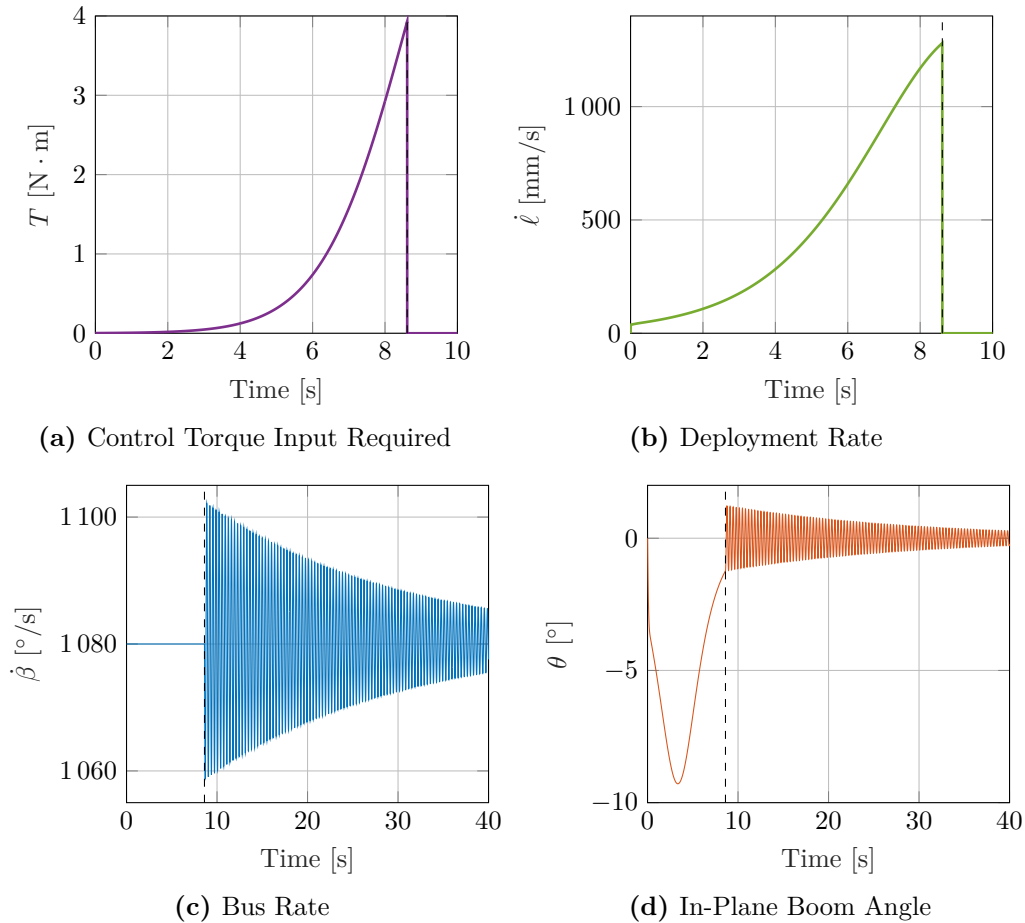 4
3
2
1
0
T [N · m]
0 2 4 6 8 10
Time [s]
(a) Control Torque Input Required
1 000
500
0
ℓ̇ [mm/s]
0 2 4 6 8 10
Time [s]
(b) Deployment Rate
1 100
1 080
1 060
β̇ [°/s]
0 10 20 30 40
Time [s]
(c) Bus Rate
0
−5
−10
θ [°]
0 10 20 30 40
Time [s]
(d) In-Plane Boom Angle